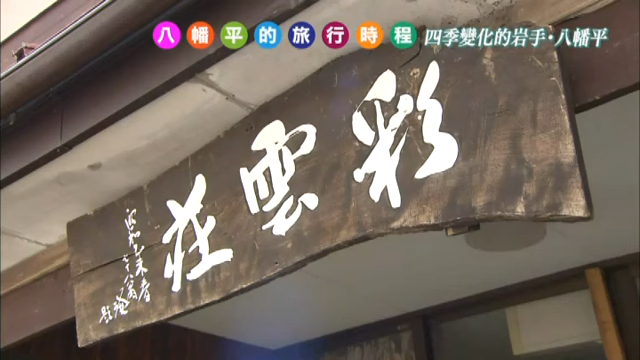 八幡平的旅行時程
四季變化的岩手・八幡平
彩雲荘